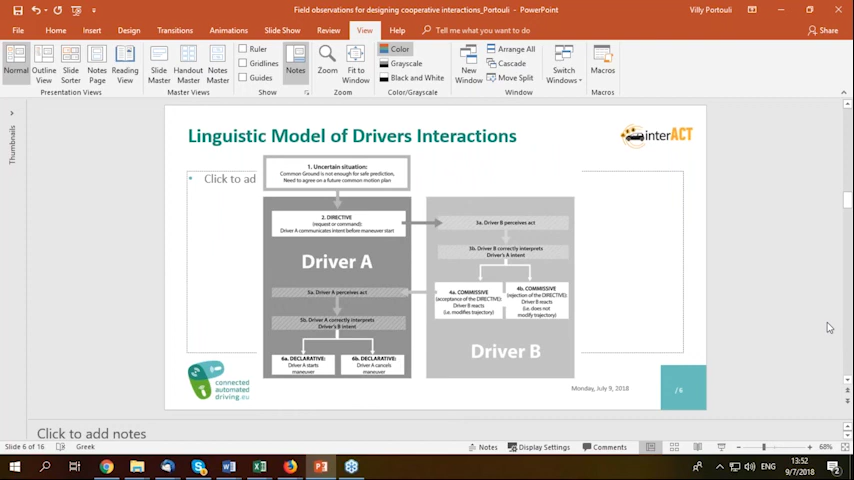 Field observations for designing cooperative interactions_Portouli - PowerPoint
Villy Portouli
File Home Insert Design Transitions Animations Slide Show Review View Help Tell me what you want to do
Share
Normal
Outline View
Slide Sorter
Notes Page
Reading View
Presentation Views
Slide Master
Handout Master
Notes Master
Master Views
Ruler
Gridlines
Guides
Show
Notes
Zoom
Fit to Window
Zoom
Color
Grayscale
Black and White
Color/Grayscale
New Window
Arrange All
Cascade
Move Split
Window
Switch Windows
Macros
Macros
Thumbnails
Linguistic Model of Drivers Interactions
interACT
• Click to ad
1. Uncertain situation:
Common Ground is not enough for safe prediction,
Need to agree on a future common motion plan
2. DIRECTIVE
(request or command):
Driver A communicates intent before maneuver start
Driver A
3a. Driver B perceives act
3b. Driver B correctly interprets
Driver's A intent
4a. COMMISSIVE
(acceptance of the DIRECTIVE)
Driver B reacts
(i.e. modifies trajectory)
4b. COMMISSIVE
(rejection of the DIRECTIVE):
Driver B reacts
(i.e. does not
modify trajectory)
Driver B
5a. Driver A perceives act
5b. Driver A correctly interprets
Driver's B intent
6a. DECLARATIVE:
Driver A starts
maneuver
6b. DECLARATIVE:
Driver A cancels
maneuver
connected
automated
driving.eu
Monday, July 9, 2018
/ 6
Click to add notes
Slide 6 of 16
Greek
Notes
Display Settings
Comments
68%
ENG
13:52
9/7/2018
2